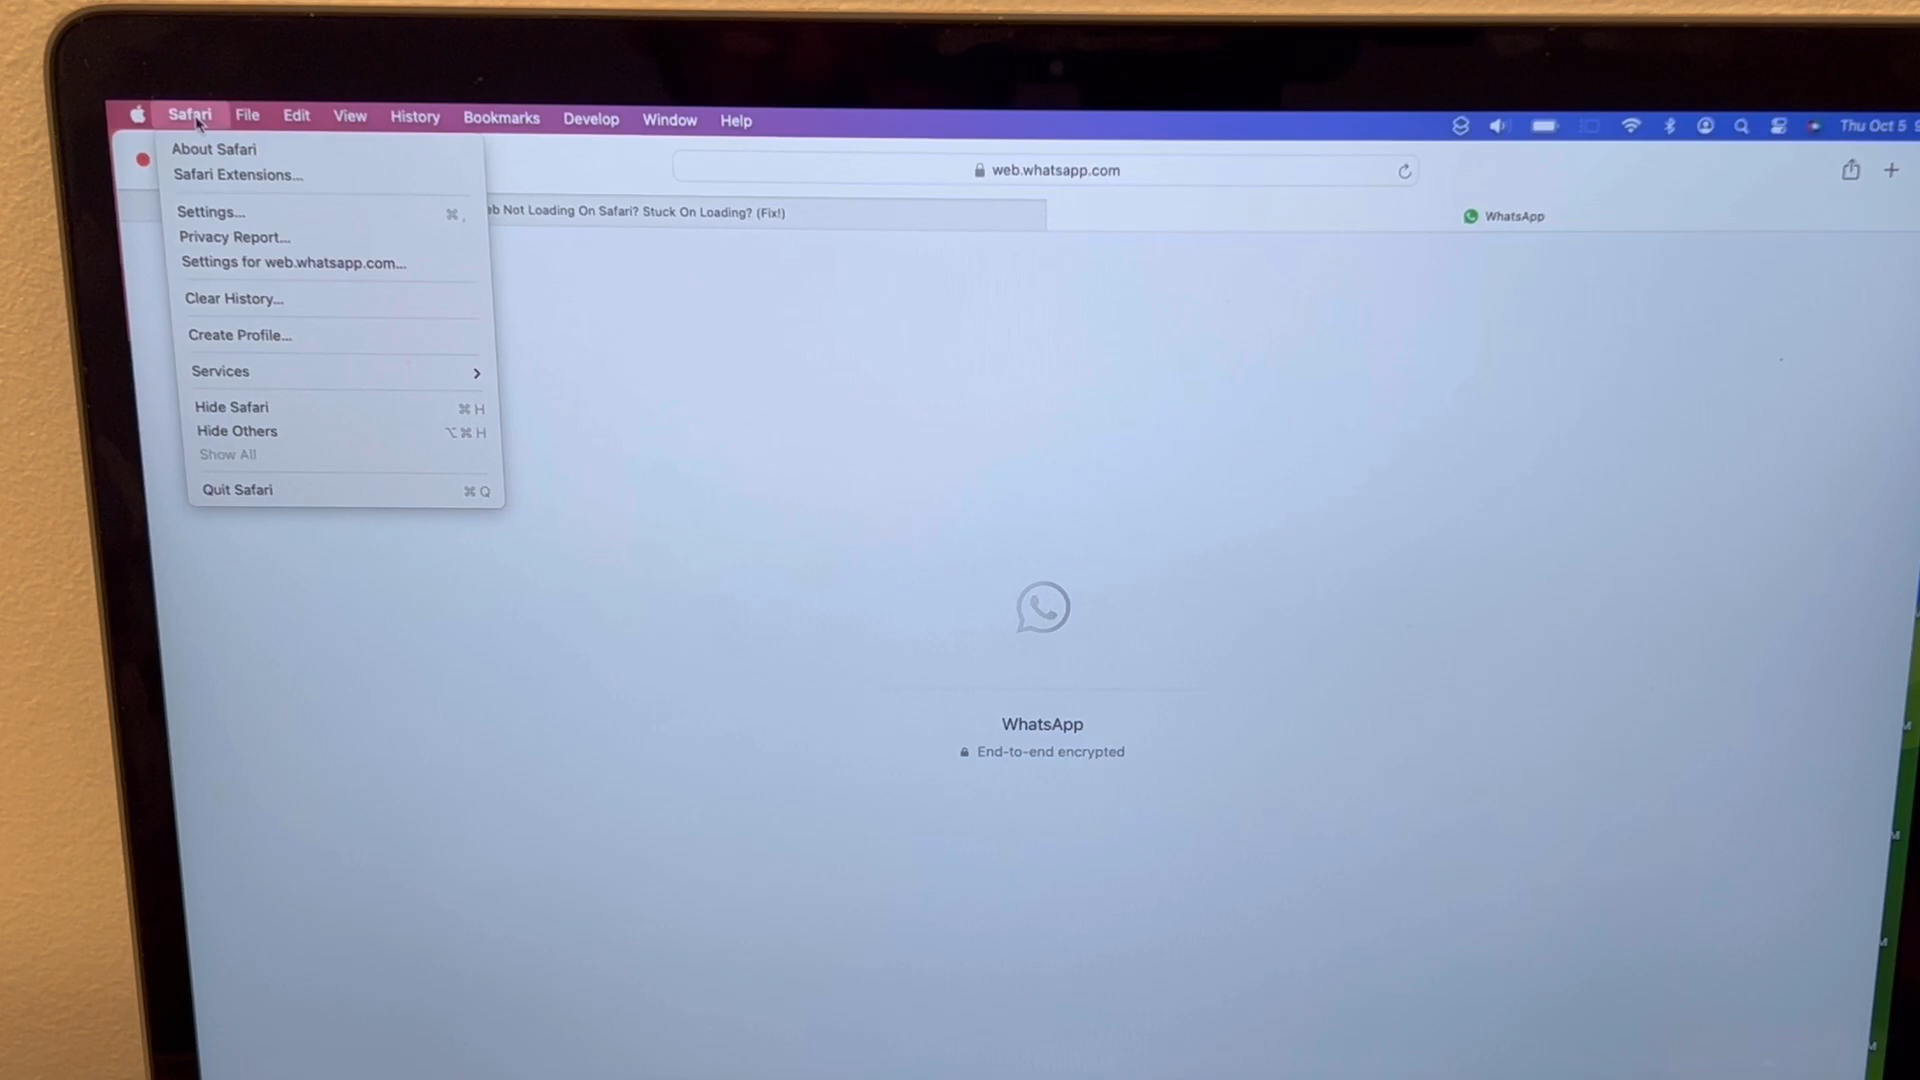 Safari File Edit View History Bookmarks Develop Window Help Thu Oct 5
web.whatsapp.com
Not Loading On Safari? Stuck On Loading? (Fix!)
WhatsApp
About Safari
Safari Extensions...
Settings... ⌘ ,
Privacy Report...
Settings for web.whatsapp.com...
Clear History...
Create Profile...
Services
Hide Safari ⌘ H
Hide Others ⌥ ⌘ H
Show All
Quit Safari ⌘ Q
WhatsApp
End-to-end encrypted